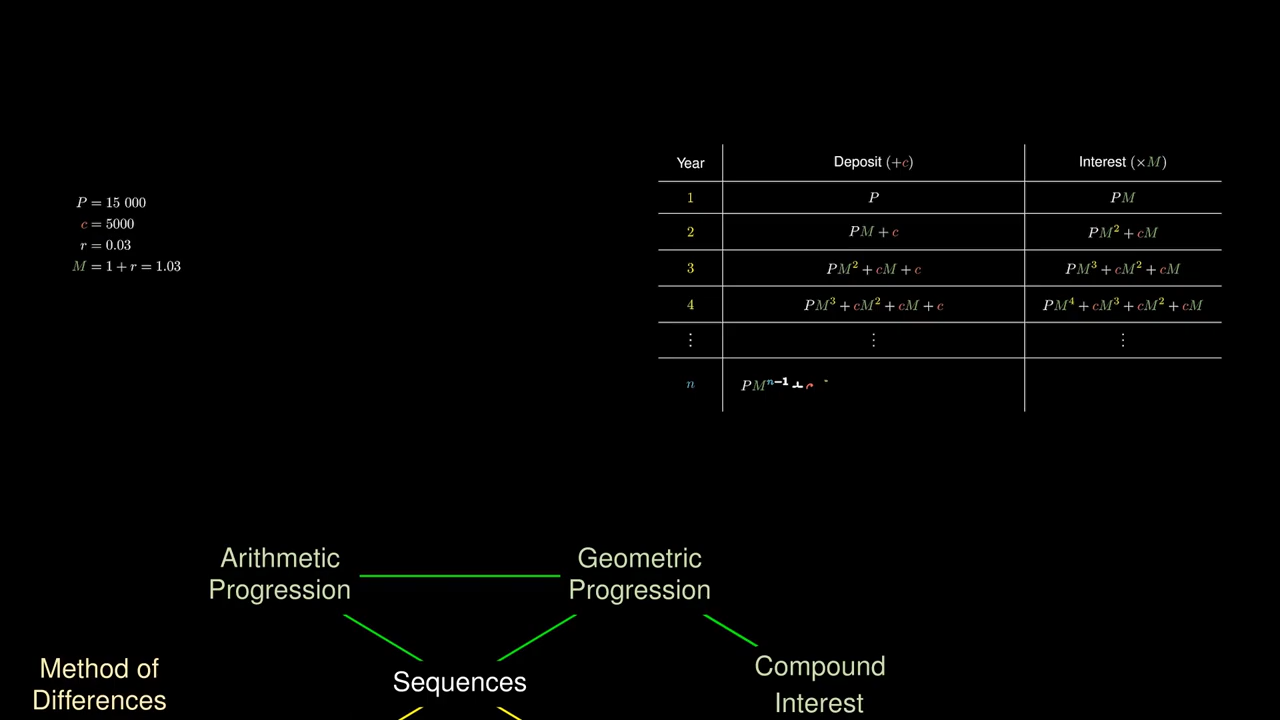 P = 15 000
c = 5000
r = 0.03
M = 1 + r = 1.03
Year Deposit (+c) Interest (×M)
1 P PM
2 PM + c PM² + cM
3 PM² + cM + c PM³ + cM² + cM
4 PM³ + cM² + cM + c PM⁴ + cM³ + cM² + cM
⋮ ⋮ ⋮
n PMⁿ⁻¹ + c
Arithmetic
Progression
Geometric
Progression
Method of
Differences
Sequences
Compound
Interest